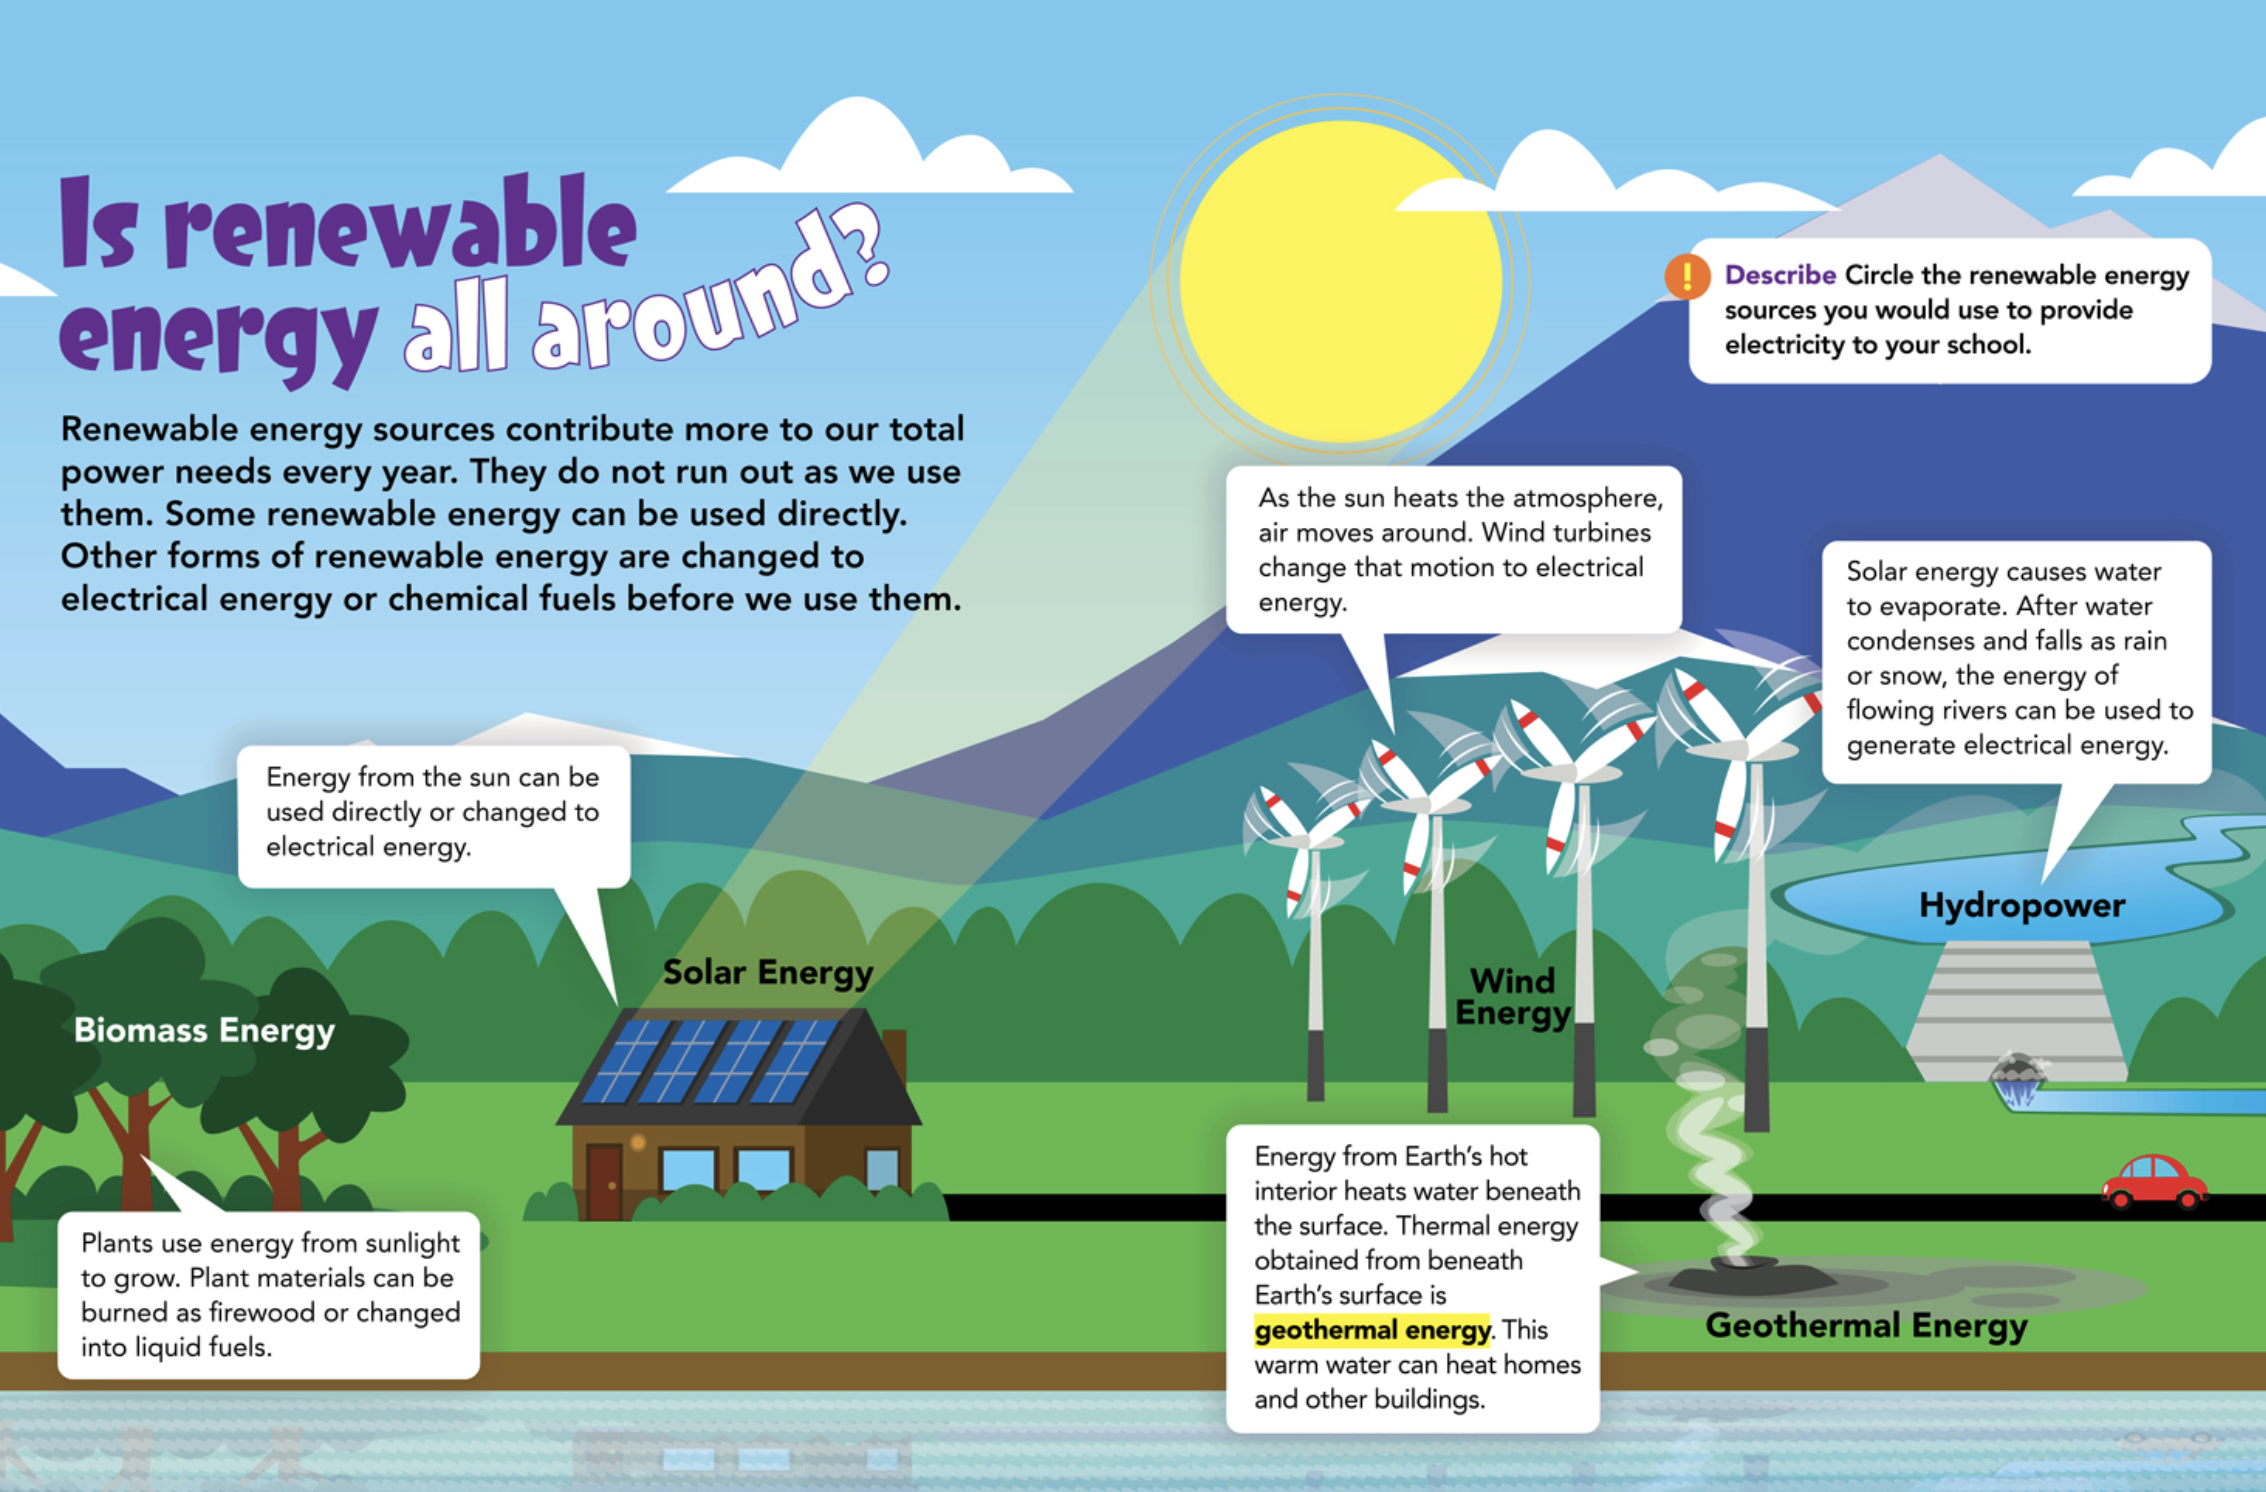 Is renewable
energy all around?
Renewable energy sources contribute more to our total
power needs every year. They do not run out as we use
them. Some renewable energy can be used directly.
Other forms of renewable energy are changed to
electrical energy or chemical fuels before we use them.
! Describe Circle the renewable energy
sources you would use to provide
electricity to your school.
As the sun heats the atmosphere,
air moves around. Wind turbines
change that motion to electrical
energy.
Solar energy causes water
to evaporate. After water
condenses and falls as rain
or snow, the energy of
flowing rivers can be used to
generate electrical energy.
Energy from the sun can be
used directly or changed to
electrical energy.
Hydropower
Solar Energy
Wind
Energy
Biomass Energy
Plants use energy from sunlight
to grow. Plant materials can be
burned as firewood or changed
into liquid fuels.
Energy from Earth's hot
interior heats water beneath
the surface. Thermal energy
obtained from beneath
Earth's surface is
geothermal energy. This
warm water can heat homes
and other buildings.
Geothermal Energy